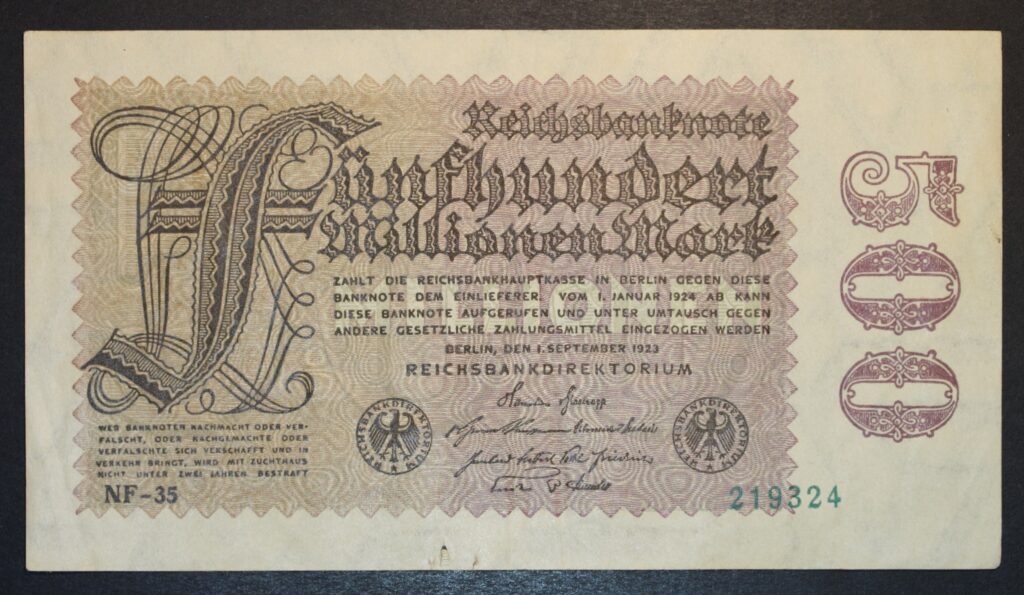 Reichsbanknote
Fünfhundert
Millionen Mark
ZAHLT DIE REICHSBANKHAUPTKASSE IN BERLIN GEGEN DIESE
BANKNOTE DEM EINLIEFERER. VOM 1. JANUAR 1924 AB KANN
DIESE BANKNOTE AUFGERUFEN UND UNTER UMTAUSCH GEGEN
ANDERE GESETZLICHE ZAHLUNGSMITTEL EINGEZOGEN WERDEN
BERLIN, DEN 1. SEPTEMBER 1923
REICHSBANKDIREKTORIUM
REICHSBANKDIREKTORIUM
REICHSBANKDIREKTORIUM
WER BANKNOTEN NACHMACHT ODER VER-
FÄLSCHT, ODER NACHGEMACHTE ODER
VERFÄLSCHTE SICH VERSCHAFFT UND IN
VERKEHR BRINGT, WIRD MIT ZUCHTHAUS
NICHT UNTER ZWEI JAHREN BESTRAFT
NF-35
219324
500